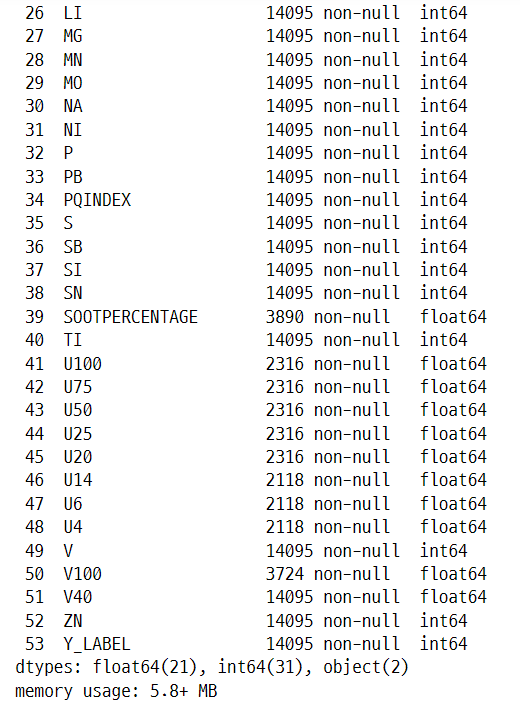 26 LI 14095 non-null int64
27 MG 14095 non-null int64
28 MN 14095 non-null int64
29 MO 14095 non-null int64
30 NA 14095 non-null int64
31 NI 14095 non-null int64
32 P 14095 non-null int64
33 PB 14095 non-null int64
34 PQINDEX 14095 non-null int64
35 S 14095 non-null int64
36 SB 14095 non-null int64
37 SI 14095 non-null int64
38 SN 14095 non-null int64
39 SOOTPERCENTAGE 3890 non-null float64
40 TI 14095 non-null int64
41 U100 2316 non-null float64
42 U75 2316 non-null float64
43 U50 2316 non-null float64
44 U25 2316 non-null float64
45 U20 2316 non-null float64
46 U14 2118 non-null float64
47 U6 2118 non-null float64
48 U4 2118 non-null float64
49 V 14095 non-null int64
50 V100 3724 non-null float64
51 V40 14095 non-null float64
52 ZN 14095 non-null int64
53 Y_LABEL 14095 non-null int64
dtypes: float64(21), int64(31), object(2)
memory usage: 5.8+ MB